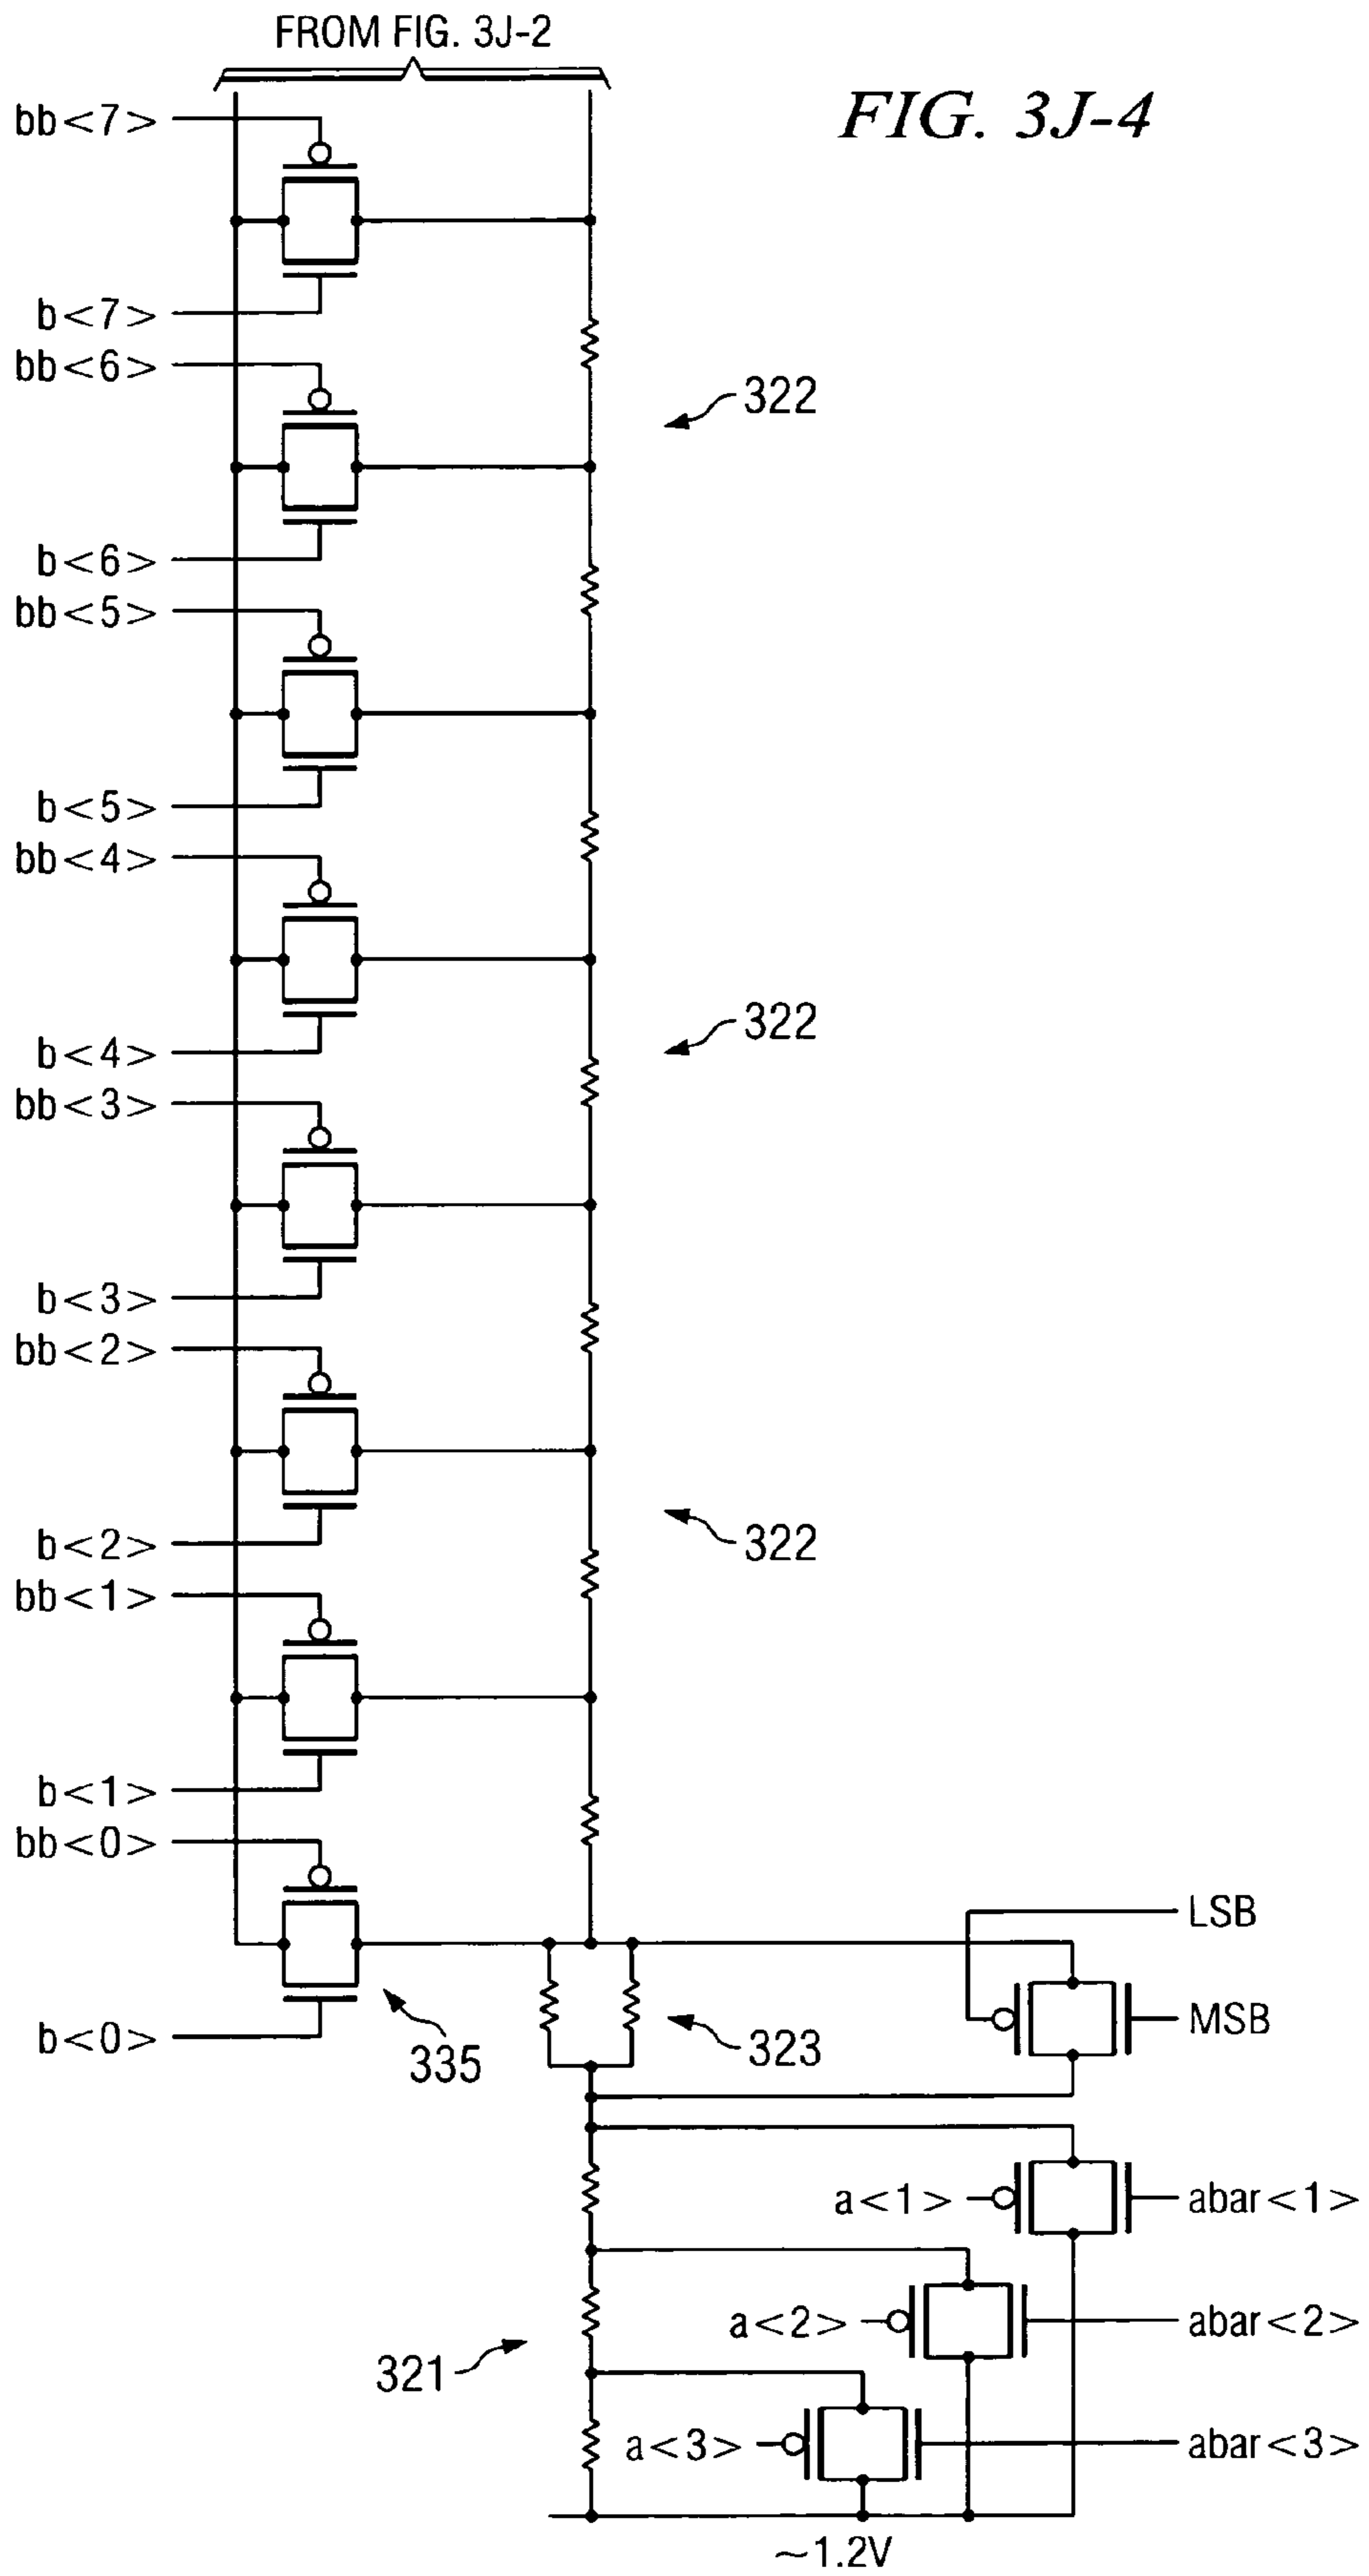 FROM FIG. 3J-2
FIG. 3J-4
bb<7>
b<7>
bb<6>
322
b<6>
bb<5>
b<5>
bb<4>
322
b<4>
bb<3>
b<3>
bb<2>
322
b<2>
bb<1>
b<1>
bb<0>
LSB
MSB
b<0>
335
323
a<1>
abar<1>
a<2>
abar<2>
321
a<3>
abar<3>
~1.2V